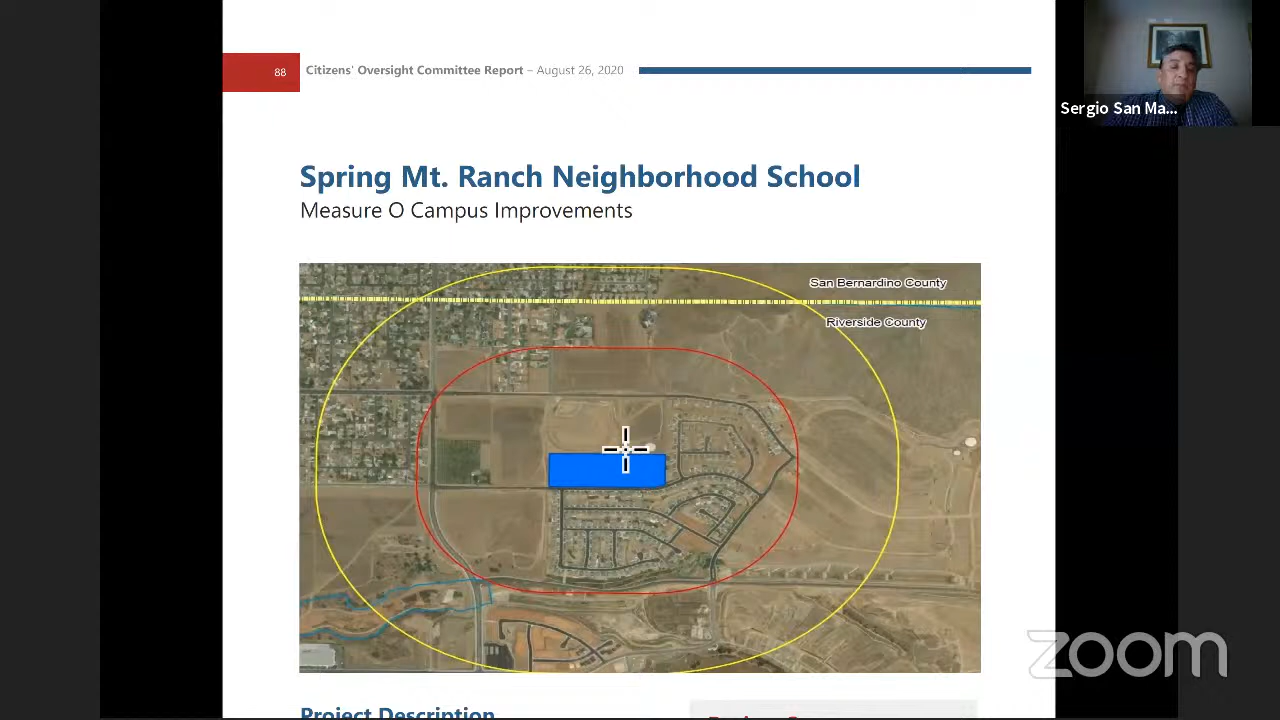 88 Citizens' Oversight Committee Report – August 26, 2020
Sergio San Ma...
Spring Mt. Ranch Neighborhood School
Measure O Campus Improvements
San Bernardino County
Riverside County
zoom
Project Description